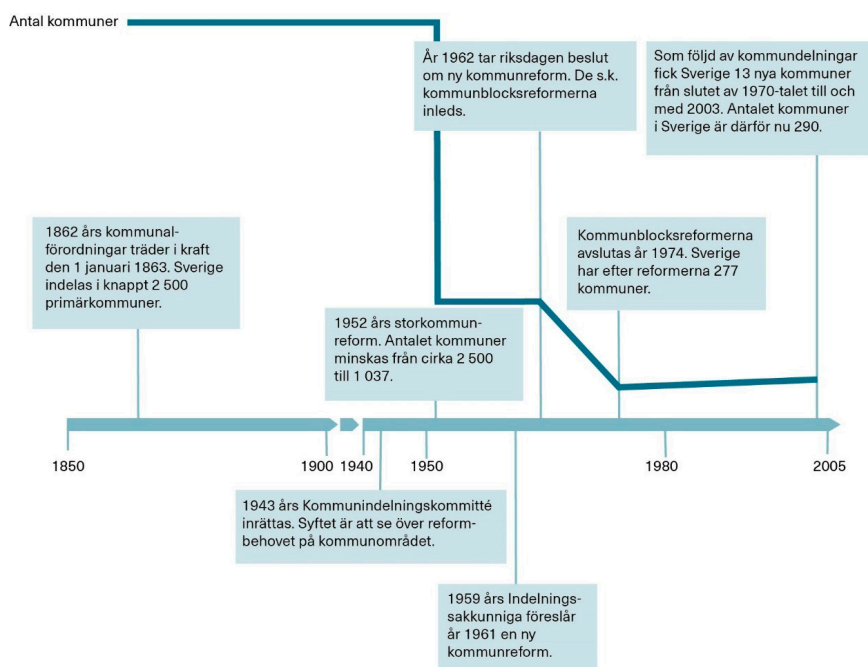 Antal kommuner
År 1962 tar riksdagen beslut
om ny kommunreform. De s.k.
kommunblocksreformerna
inleds.
Som följd av kommundelningar
fick Sverige 13 nya kommuner
från slutet av 1970-talet till och
med 2003. Antalet kommuner
i Sverige är därför nu 290.
1862 års kommunal-
förordningar träder i kraft
den 1 januari 1863. Sverige
indelas i knappt 2 500
primärkommuner.
Kommunblocksreformerna
avslutas år 1974. Sverige
har efter reformerna 277
kommuner.
1952 års storkommun-
reform. Antalet kommuner
minskas från cirka 2 500
till 1 037.
1850
1900
1940
1950
1980
2005
1943 års Kommunindelningskommitté
inrättas. Syftet är att se över reform-
behovet på kommunområdet.
1959 års Indelnings-
sakkunniga föreslår
år 1961 en ny
kommunreform.